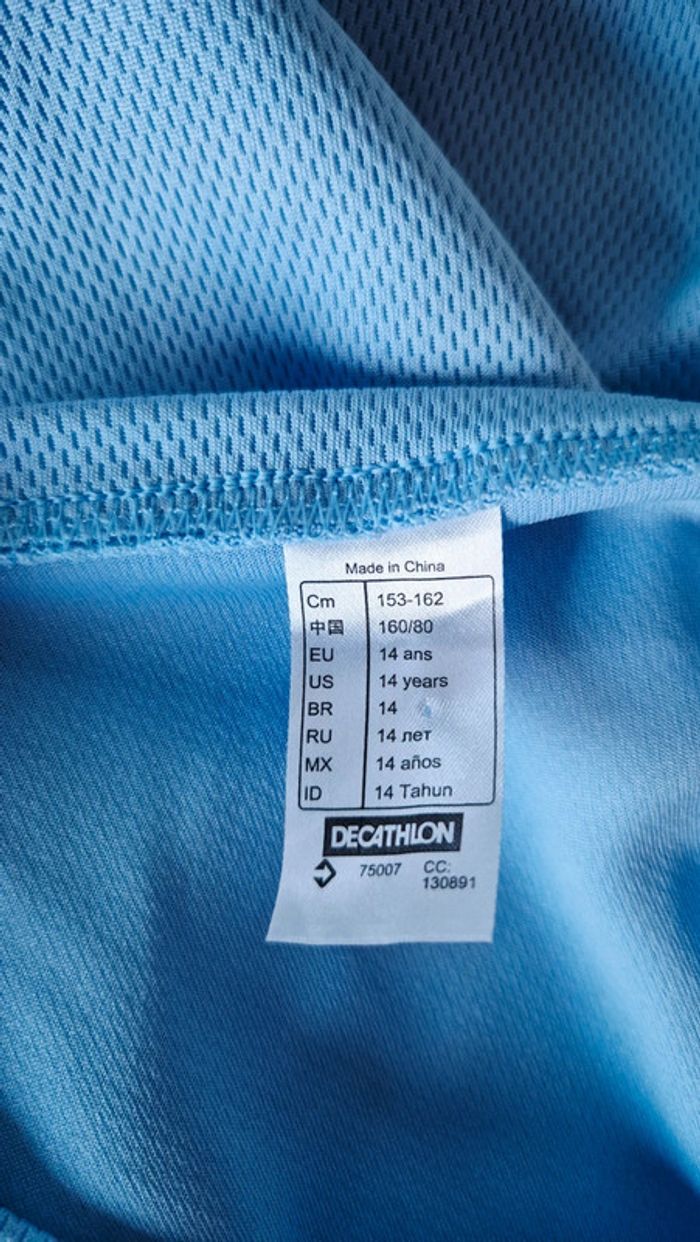 Made in China
Cm 153-162
中国 160/80
EU 14 ans
US 14 years
BR 14
RU 14 лет
MX 14 años
ID 14 Tahun
DECATHLON
75007 CC:
130891